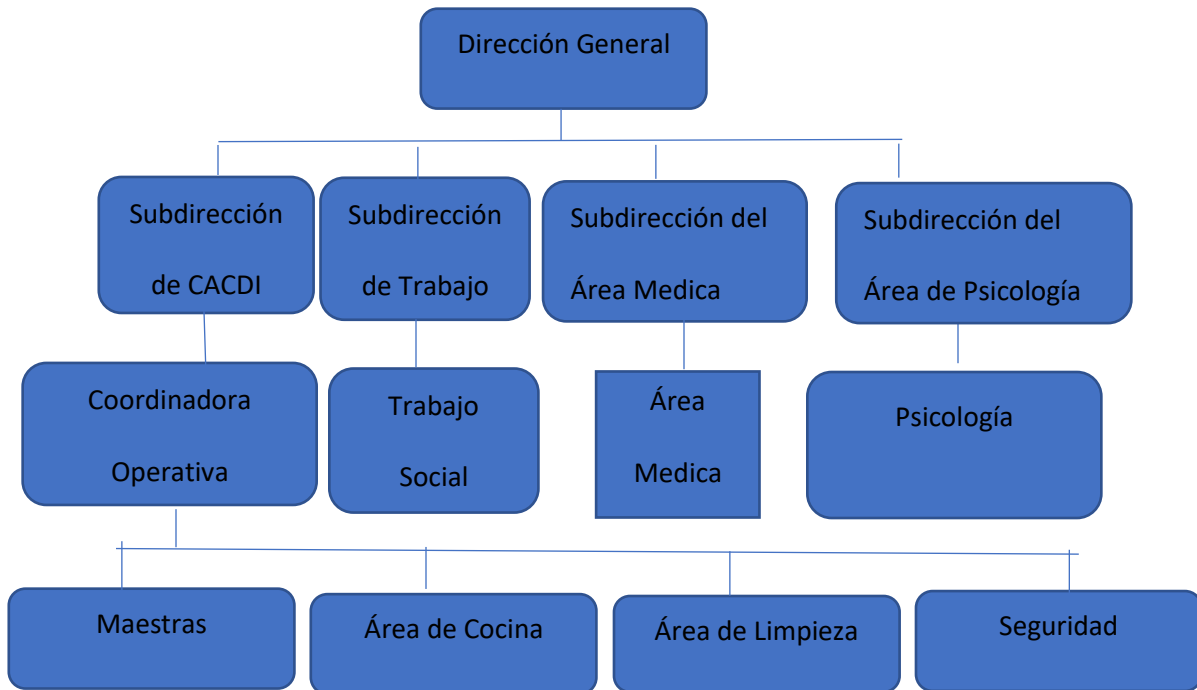 Dirección General
Subdirección
de CACDI
Subdirección
de Trabajo
Subdirección del
Área Medica
Subdirección del
Área de Psicología
Coordinadora
Operativa
Trabajo
Social
Área
Medica
Psicología
Maestras
Área de Cocina
Área de Limpieza
Seguridad